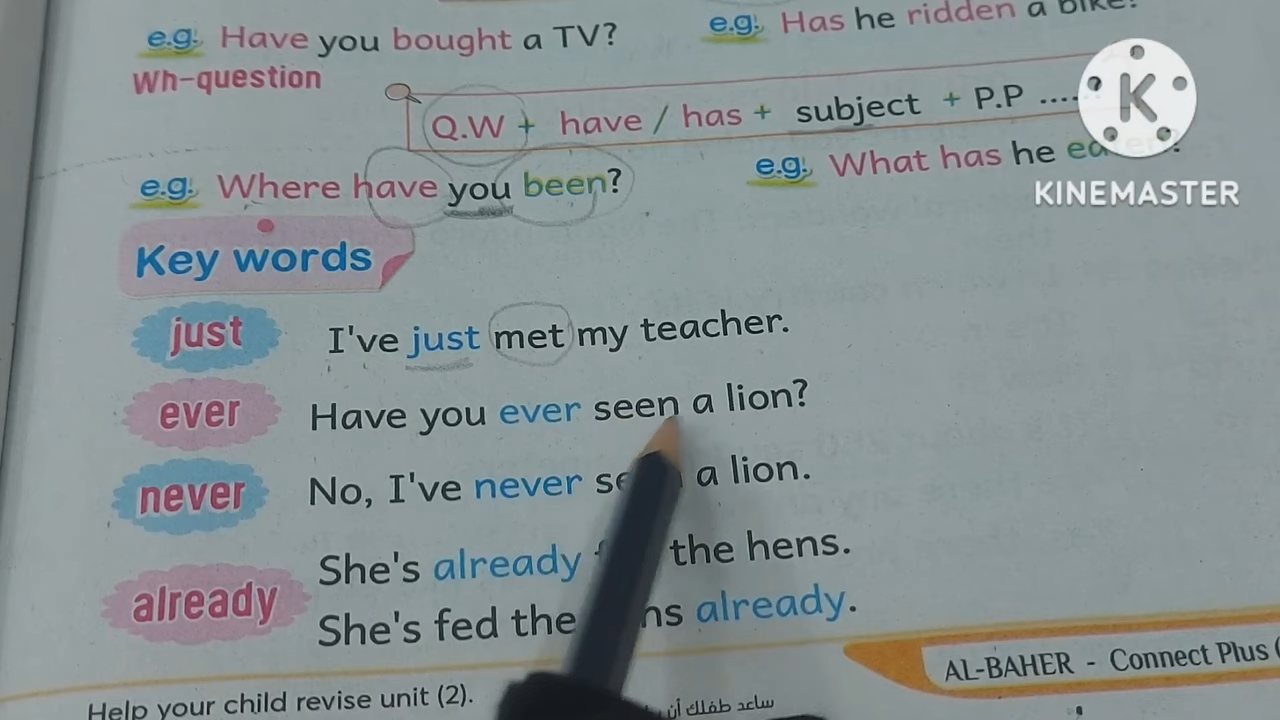 e.g. Have you bought a TV?
e.g. Has he ridden a bike?
Wh-question
Q.W + have / has + subject + P.P ....?
e.g. Where have you been?
e.g. What has he
K
KINEMASTER
Key words
just I've just met my teacher.
ever Have you ever seen a lion?
never No, I've never seen a lion.
already She's already the hens.
She's fed the hens already.
AL-BAHER - Connect Plus
Help your child revise unit (2).
ساعد طفلك أن